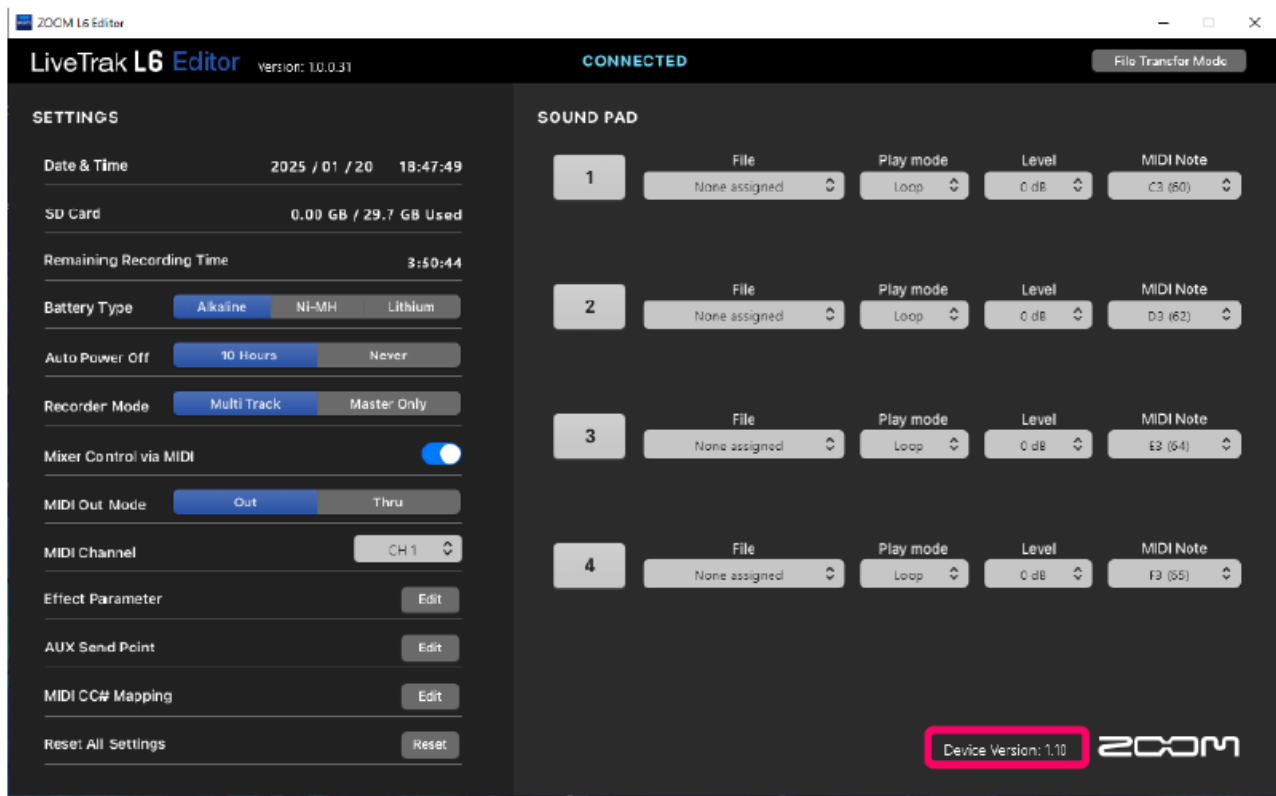 ZOOM L6 Editor
LiveTrak L6 Editor Version: 1.0.0.31 CONNECTED File Transfer Mode
SETTINGS
Date & Time 2025 / 01 / 20 18:47:49
SD Card 0.00 GB / 29.7 GB Used
Remaining Recording Time 3:50:44
Battery Type Alkaline Ni-MH Lithium
Auto Power Off 10 Hours Never
Recorder Mode Multi Track Master Only
Mixer Control via MIDI
MIDI Out Mode Out Thru
MIDI Channel CH 1
Effect Parameter Edit
AUX Send Point Edit
MIDI CC# Mapping Edit
Reset All Settings Reset
SOUND PAD
File Play mode Level MIDI Note
1 None assigned Loop 0 dB C3 (60)
File Play mode Level MIDI Note
2 None assigned Loop 0 dB D3 (62)
File Play mode Level MIDI Note
3 None assigned Loop 0 dB E3 (64)
File Play mode Level MIDI Note
4 None assigned Loop 0 dB F3 (65)
Device Version: 1.10 ZOOM